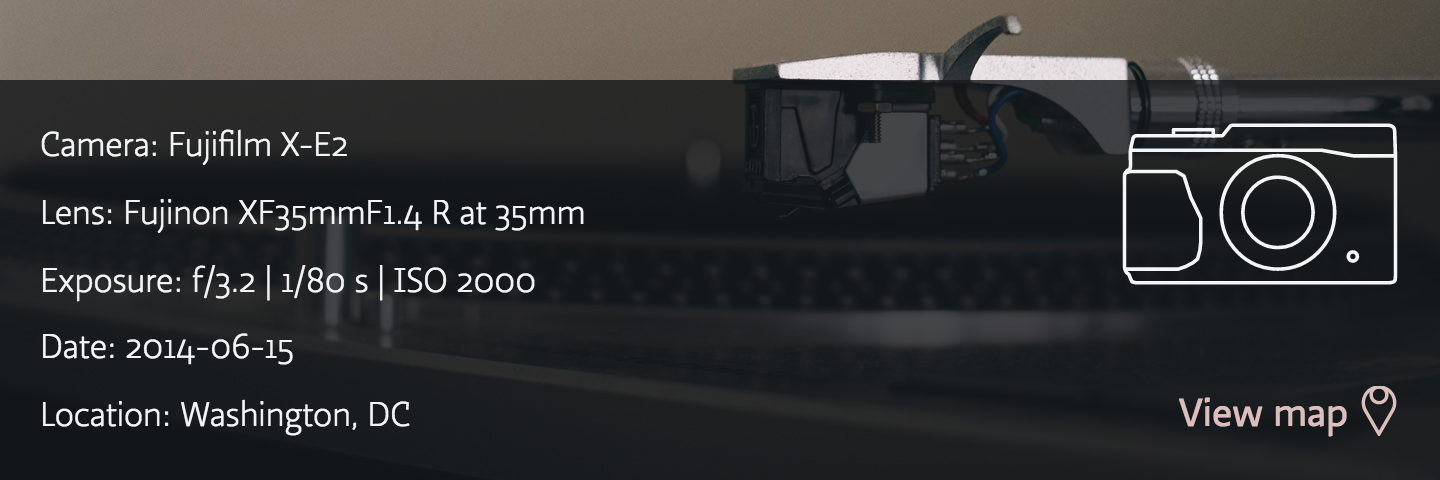 Camera: Fujifilm X-E2
Lens: Fujinon XF35mmF1.4 R at 35mm
Exposure: f/3.2 | 1/80 s | ISO 2000
Date: 2014-06-15
Location: Washington, DC
View map